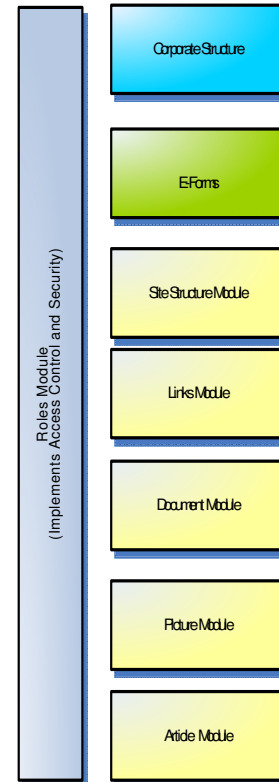 Roles Module
(Implements Access Control and Security)
Corporate Structure
E-Forms
Site Structure Module
Links Module
Document Module
Picture Module
Article Module